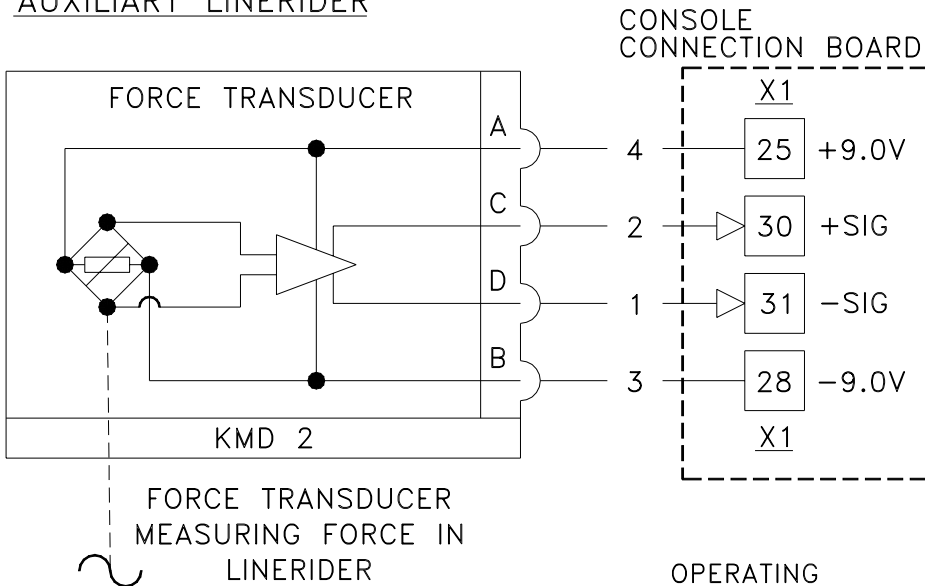 AUXILIARY LINERIDER
CONSOLE
CONNECTION BOARD
FORCE TRANSDUCER
X1
A
4
25
+9.0V
C
2
30
+SIG
D
1
31
-SIG
B
3
28
-9.0V
KMD 2
X1
FORCE TRANSDUCER
MEASURING FORCE IN
LINERIDER
OPERATING